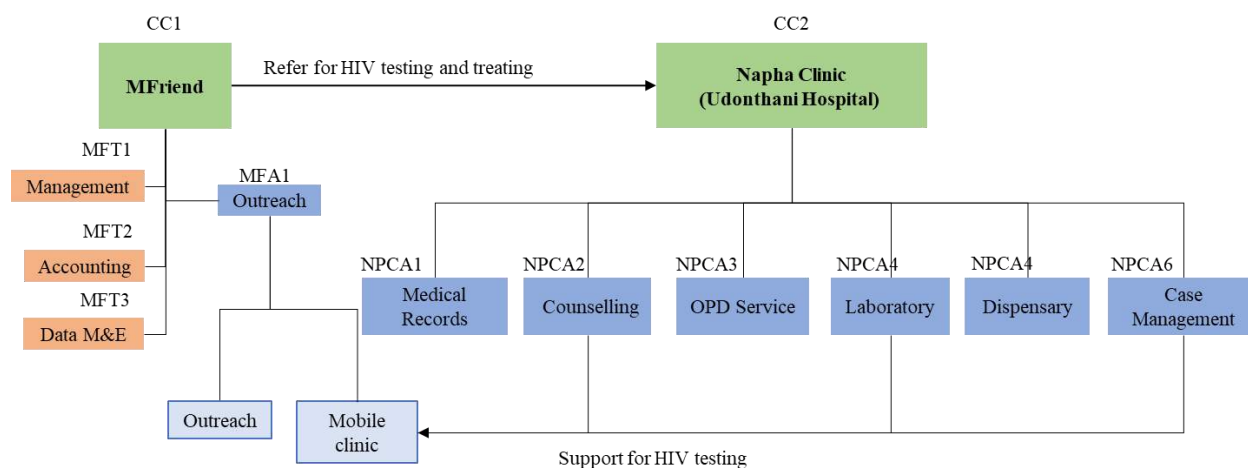 CC1
CC2
MFriend
Refer for HIV testing and treating
Napha Clinic
(Udonthani Hospital)
MFT1
Management
MFA1
Outreach
MFT2
Accounting
MFT3
Data M&E
NPCA1
NPCA2
NPCA3
NPCA4
NPCA4
NPCA6
Medical
Records
Counselling
OPD Service
Laboratory
Dispensary
Case
Management
Outreach
Mobile
clinic
Support for HIV testing